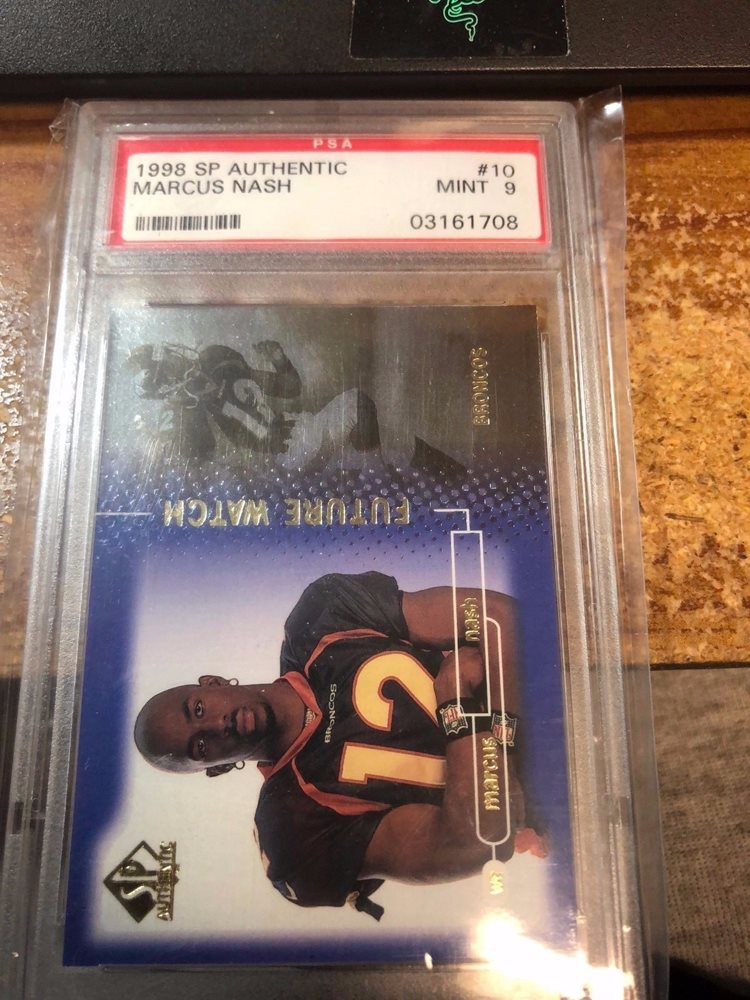 PSA
1998 SP AUTHENTIC #10
MARCUS NASH MINT 9
03161708
BRONCOS
12
FUTURE WATCH
marcus nash
WR
BRONCOS
12
SP
AUTHENTIC